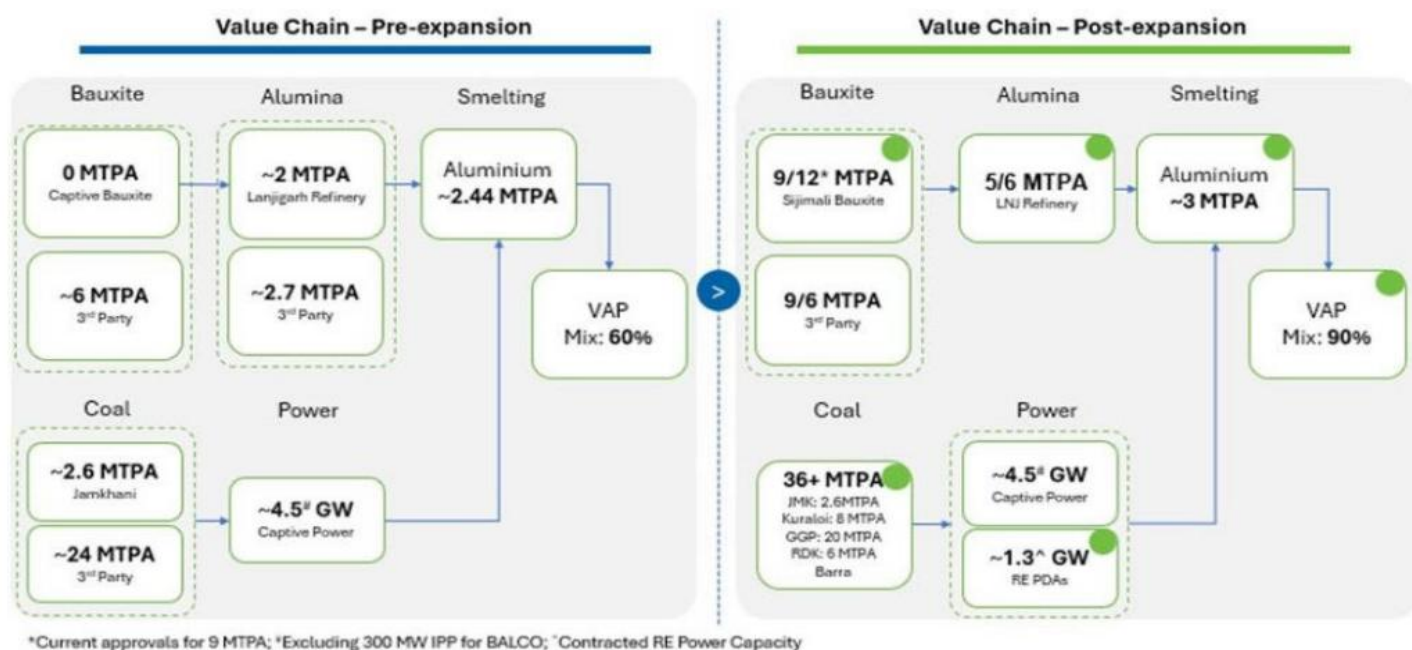 Value Chain – Pre-expansion
Bauxite
Alumina
Smelting
0 MTPA
Captive Bauxite
~2 MTPA
Lanjigarh Refinery
Aluminium
~2.44 MTPA
~6 MTPA
3rd Party
~2.7 MTPA
3rd Party
VAP
Mix: 60%
Coal
Power
~2.6 MTPA
Jamkhani
~24 MTPA
3rd Party
~4.5# GW
Captive Power
>
Value Chain – Post-expansion
Bauxite
Alumina
Smelting
9/12* MTPA
Sijimali Bauxite
5/6 MTPA
LNJ Refinery
Aluminium
~3 MTPA
9/6 MTPA
3rd Party
VAP
Mix: 90%
Coal
Power
36+ MTPA
JMK: 2.6MTPA
Kuraloi: 8 MTPA
GGP: 20 MTPA
RDK: 6 MTPA
Barra
~4.5# GW
Captive Power
~1.3^ GW
RE PDAs
*Current approvals for 9 MTPA; #Excluding 300 MW IPP for BALCO; ^Contracted RE Power Capacity